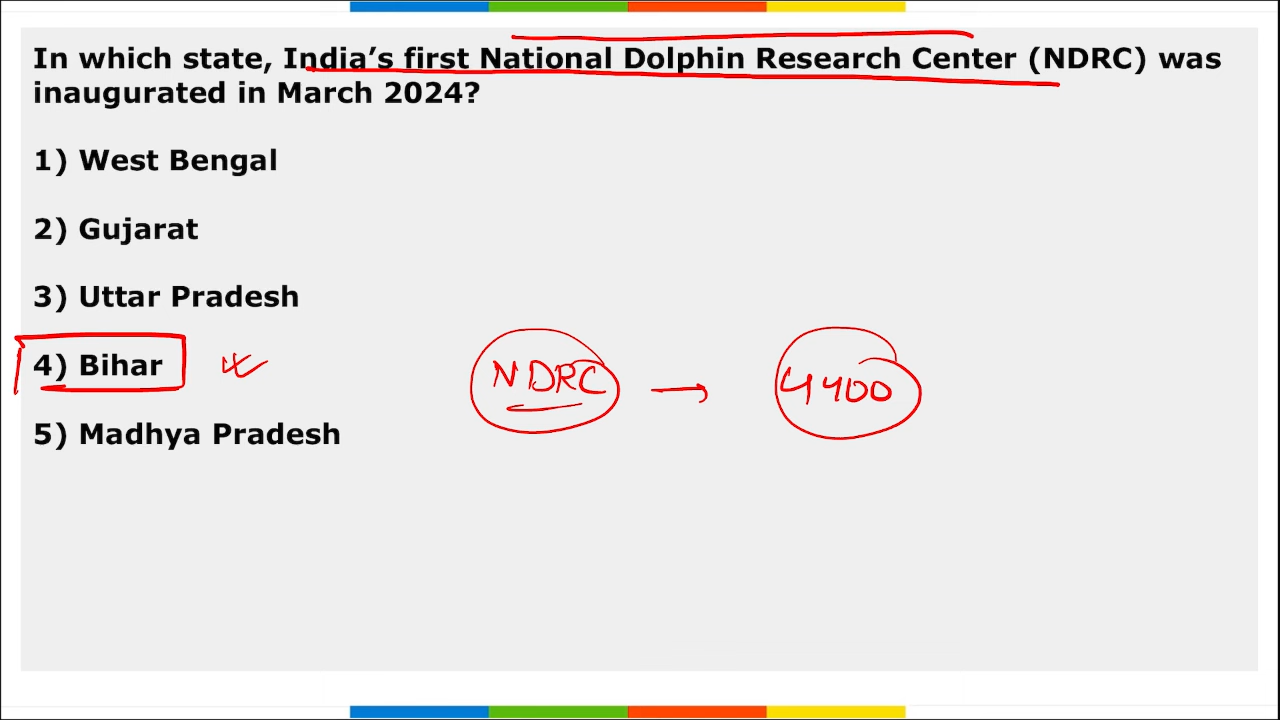 In which state, India’s first National Dolphin Research Center (NDRC) was
inaugurated in March 2024?
1) West Bengal
2) Gujarat
3) Uttar Pradesh
4) Bihar
NDRC → 4400
5) Madhya Pradesh